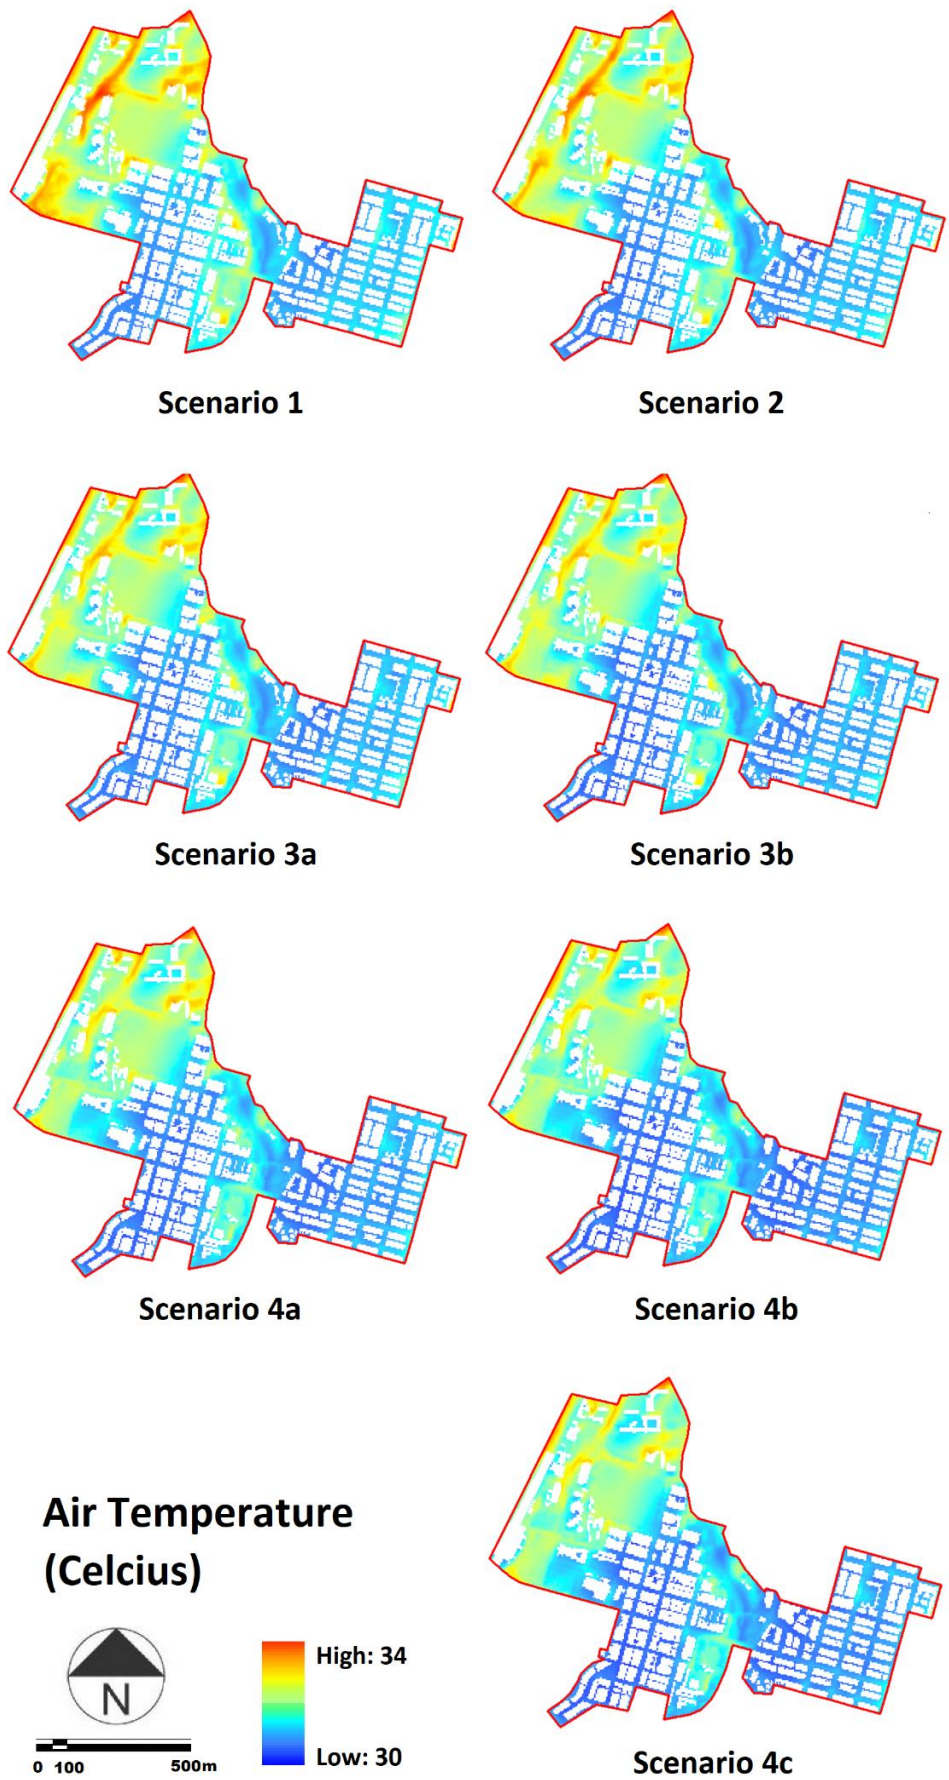 Scenario 1
Scenario 2
Scenario 3a
Scenario 3b
Scenario 4a
Scenario 4b
Air Temperature
(Celcius)
N
0 100 500m
High: 34
Low: 30
Scenario 4c